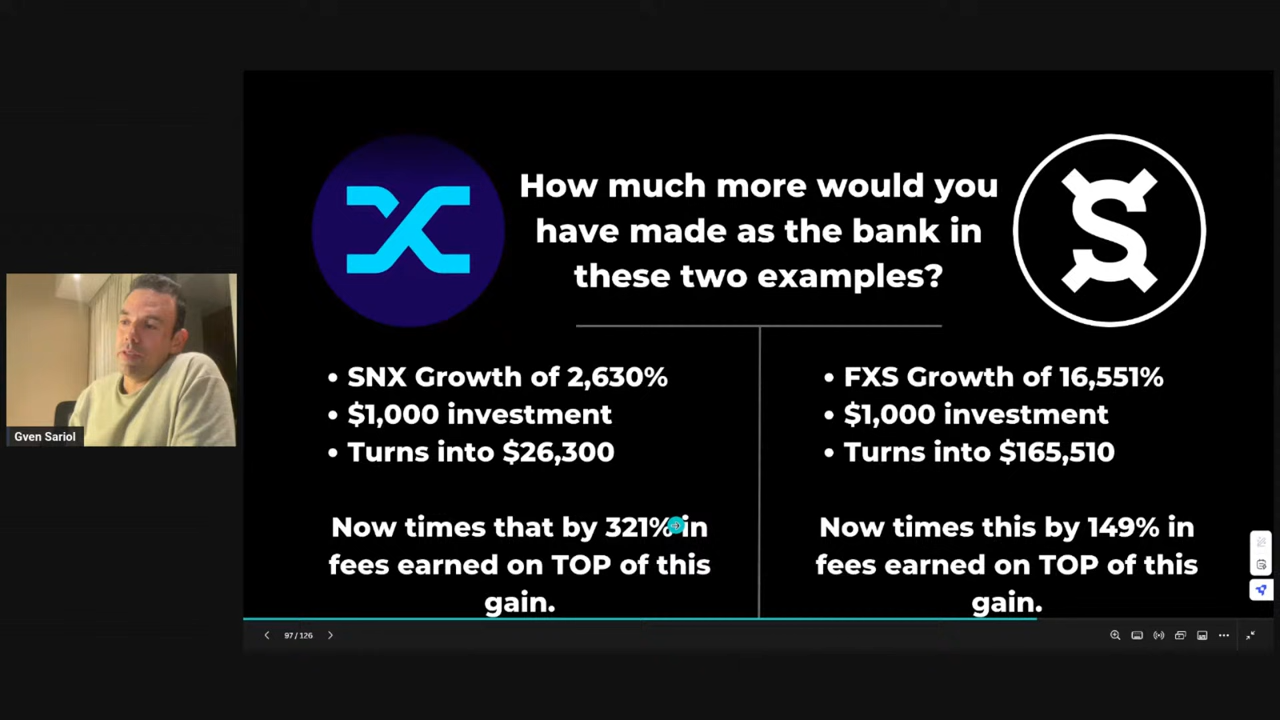 How much more would you
have made as the bank in
these two examples?
• SNX Growth of 2,630%
• $1,000 investment
• Turns into $26,300
Now times that by 321% in
fees earned on TOP of this
gain.
• FXS Growth of 16,551%
• $1,000 investment
• Turns into $165,510
Now times this by 149% in
fees earned on TOP of this
gain.
Gven Sariol
97 / 126